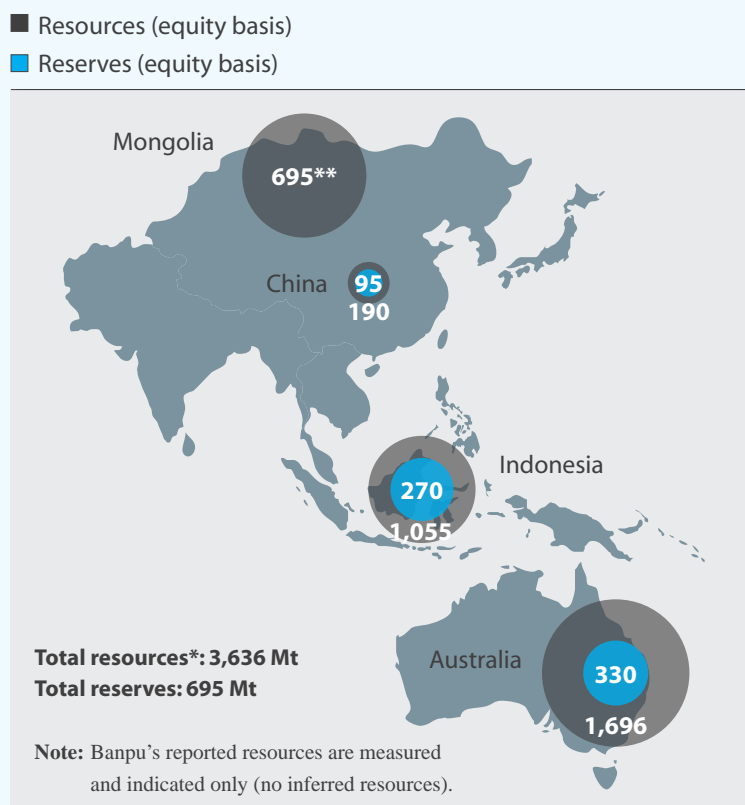 Resources (equity basis)
Reserves (equity basis)
Mongolia
695**
China
95
190
Indonesia
270
1,055
Australia
330
1,696
Total resources*: 3,636 Mt
Total reserves: 695 Mt
Note: Banpu's reported resources are measured
and indicated only (no inferred resources).